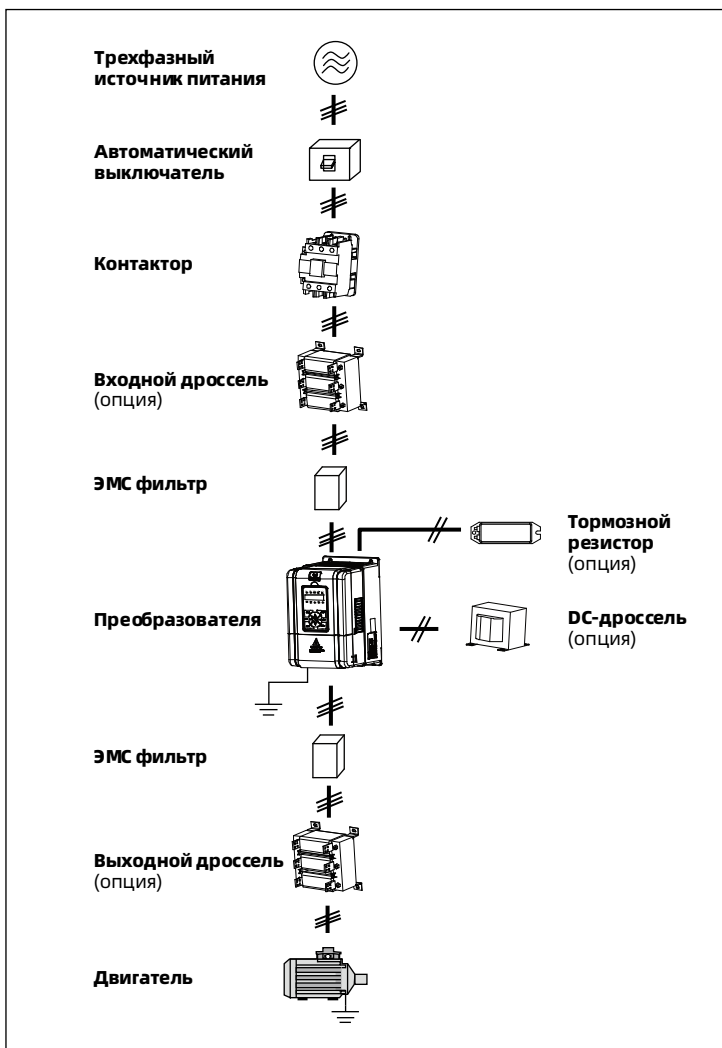 Трехфазный
источник питания
Автоматический
выключатель
Контактор
Входной дроссель
(опция)
ЭМС фильтр
Тормозной
резистор
(опция)
Преобразователя
DC-дроссель
(опция)
ЭМС фильтр
Выходной дроссель
(опция)
Двигатель